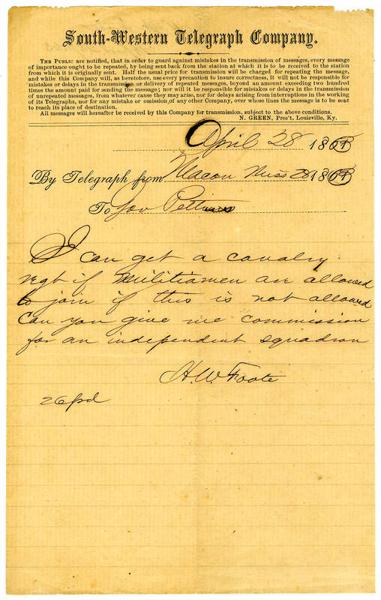 South-Western Telegraph Company.
THE PUBLIC are notified, that in order to guard against mistakes in the transmission of messages, every message
of importance ought to be repeated, by being sent back from the station at which it is to be received to the station
from which it is originally sent. Half the usual price for transmission will be charged for repeating the message,
and while this Company will, as heretofore, use every precaution to insure correctness, it will not be responsible for
mistakes or delays in the transmission or delivery of repeated messages, beyond an amount exceeding two hundred
times the amount paid for sending the message; nor will it be responsible for mistakes or delays in the transmission
of unrepeated messages, from whatever cause they may arise, nor for delays arising from interruptions in the working
of its Telegraphs, nor for any mistake or omission of any other Company, over whose lines the message is to be sent
to reach its place of destination.
All messages will hereafter be received by this Company for transmission, subject to the above conditions.
N. GREEN, Pres't, Louisville, Ky.
April 28 1863
By Telegraph from Macon Miss 28 1863
To Gov Pettus
I can get a cavalry
regt if militiamen are allowed
to join if this is not allowed
can you give me commission
for an independent squadron
H. W. Foote
26 pd